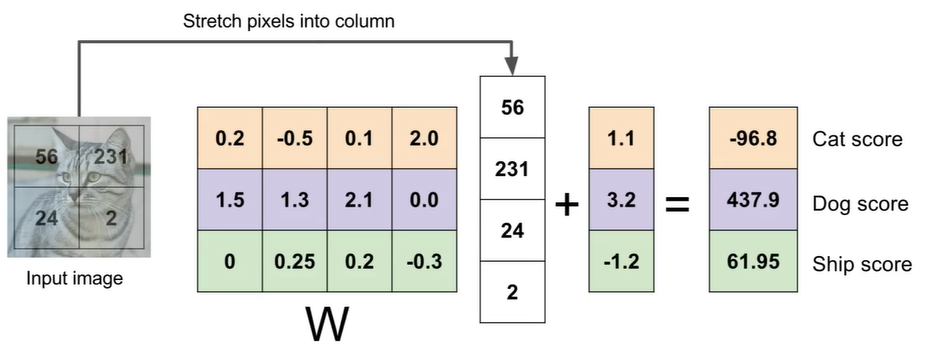 Stretch pixels into column
56 231
24 2
Input image
0.2 -0.5 0.1 2.0
1.5 1.3 2.1 0.0
0 0.25 0.2 -0.3
W
56
231
24
2
+
1.1
3.2
-1.2
=
-96.8 Cat score
437.9 Dog score
61.95 Ship score